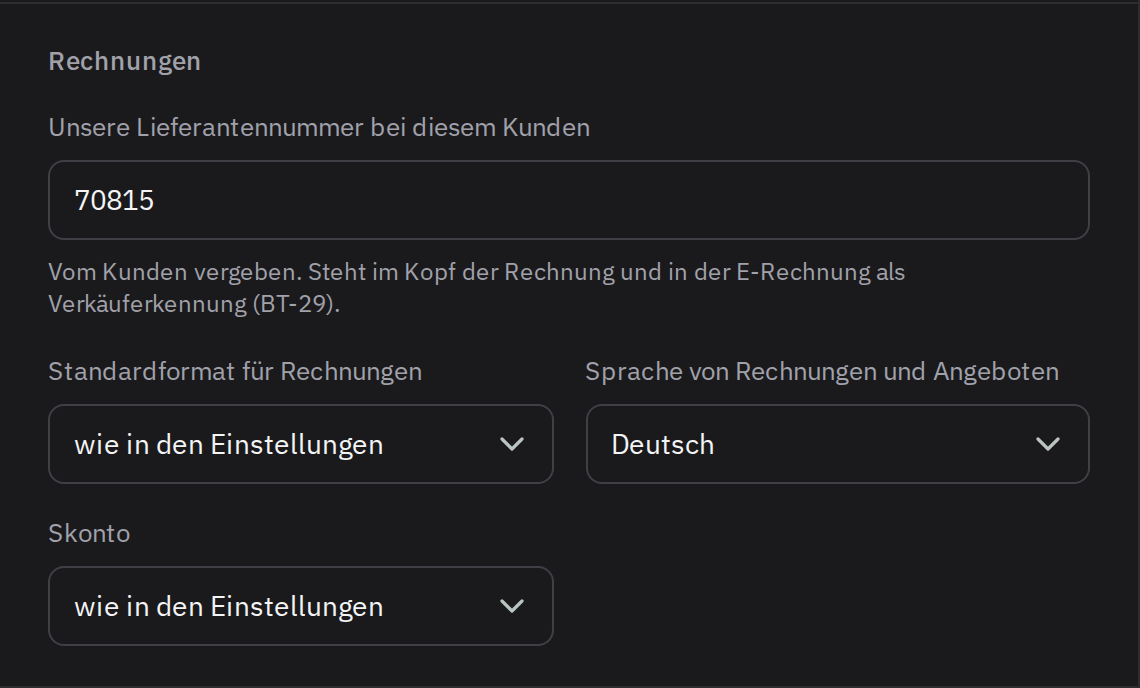 Rechnungen
Unsere Lieferantennummer bei diesem Kunden
70815
Vom Kunden vergeben. Steht im Kopf der Rechnung und in der E-Rechnung als
Verkäuferkennung (BT-29).
Standardformat für Rechnungen
Sprache von Rechnungen und Angeboten
wie in den Einstellungen
Deutsch
Skonto
wie in den Einstellungen